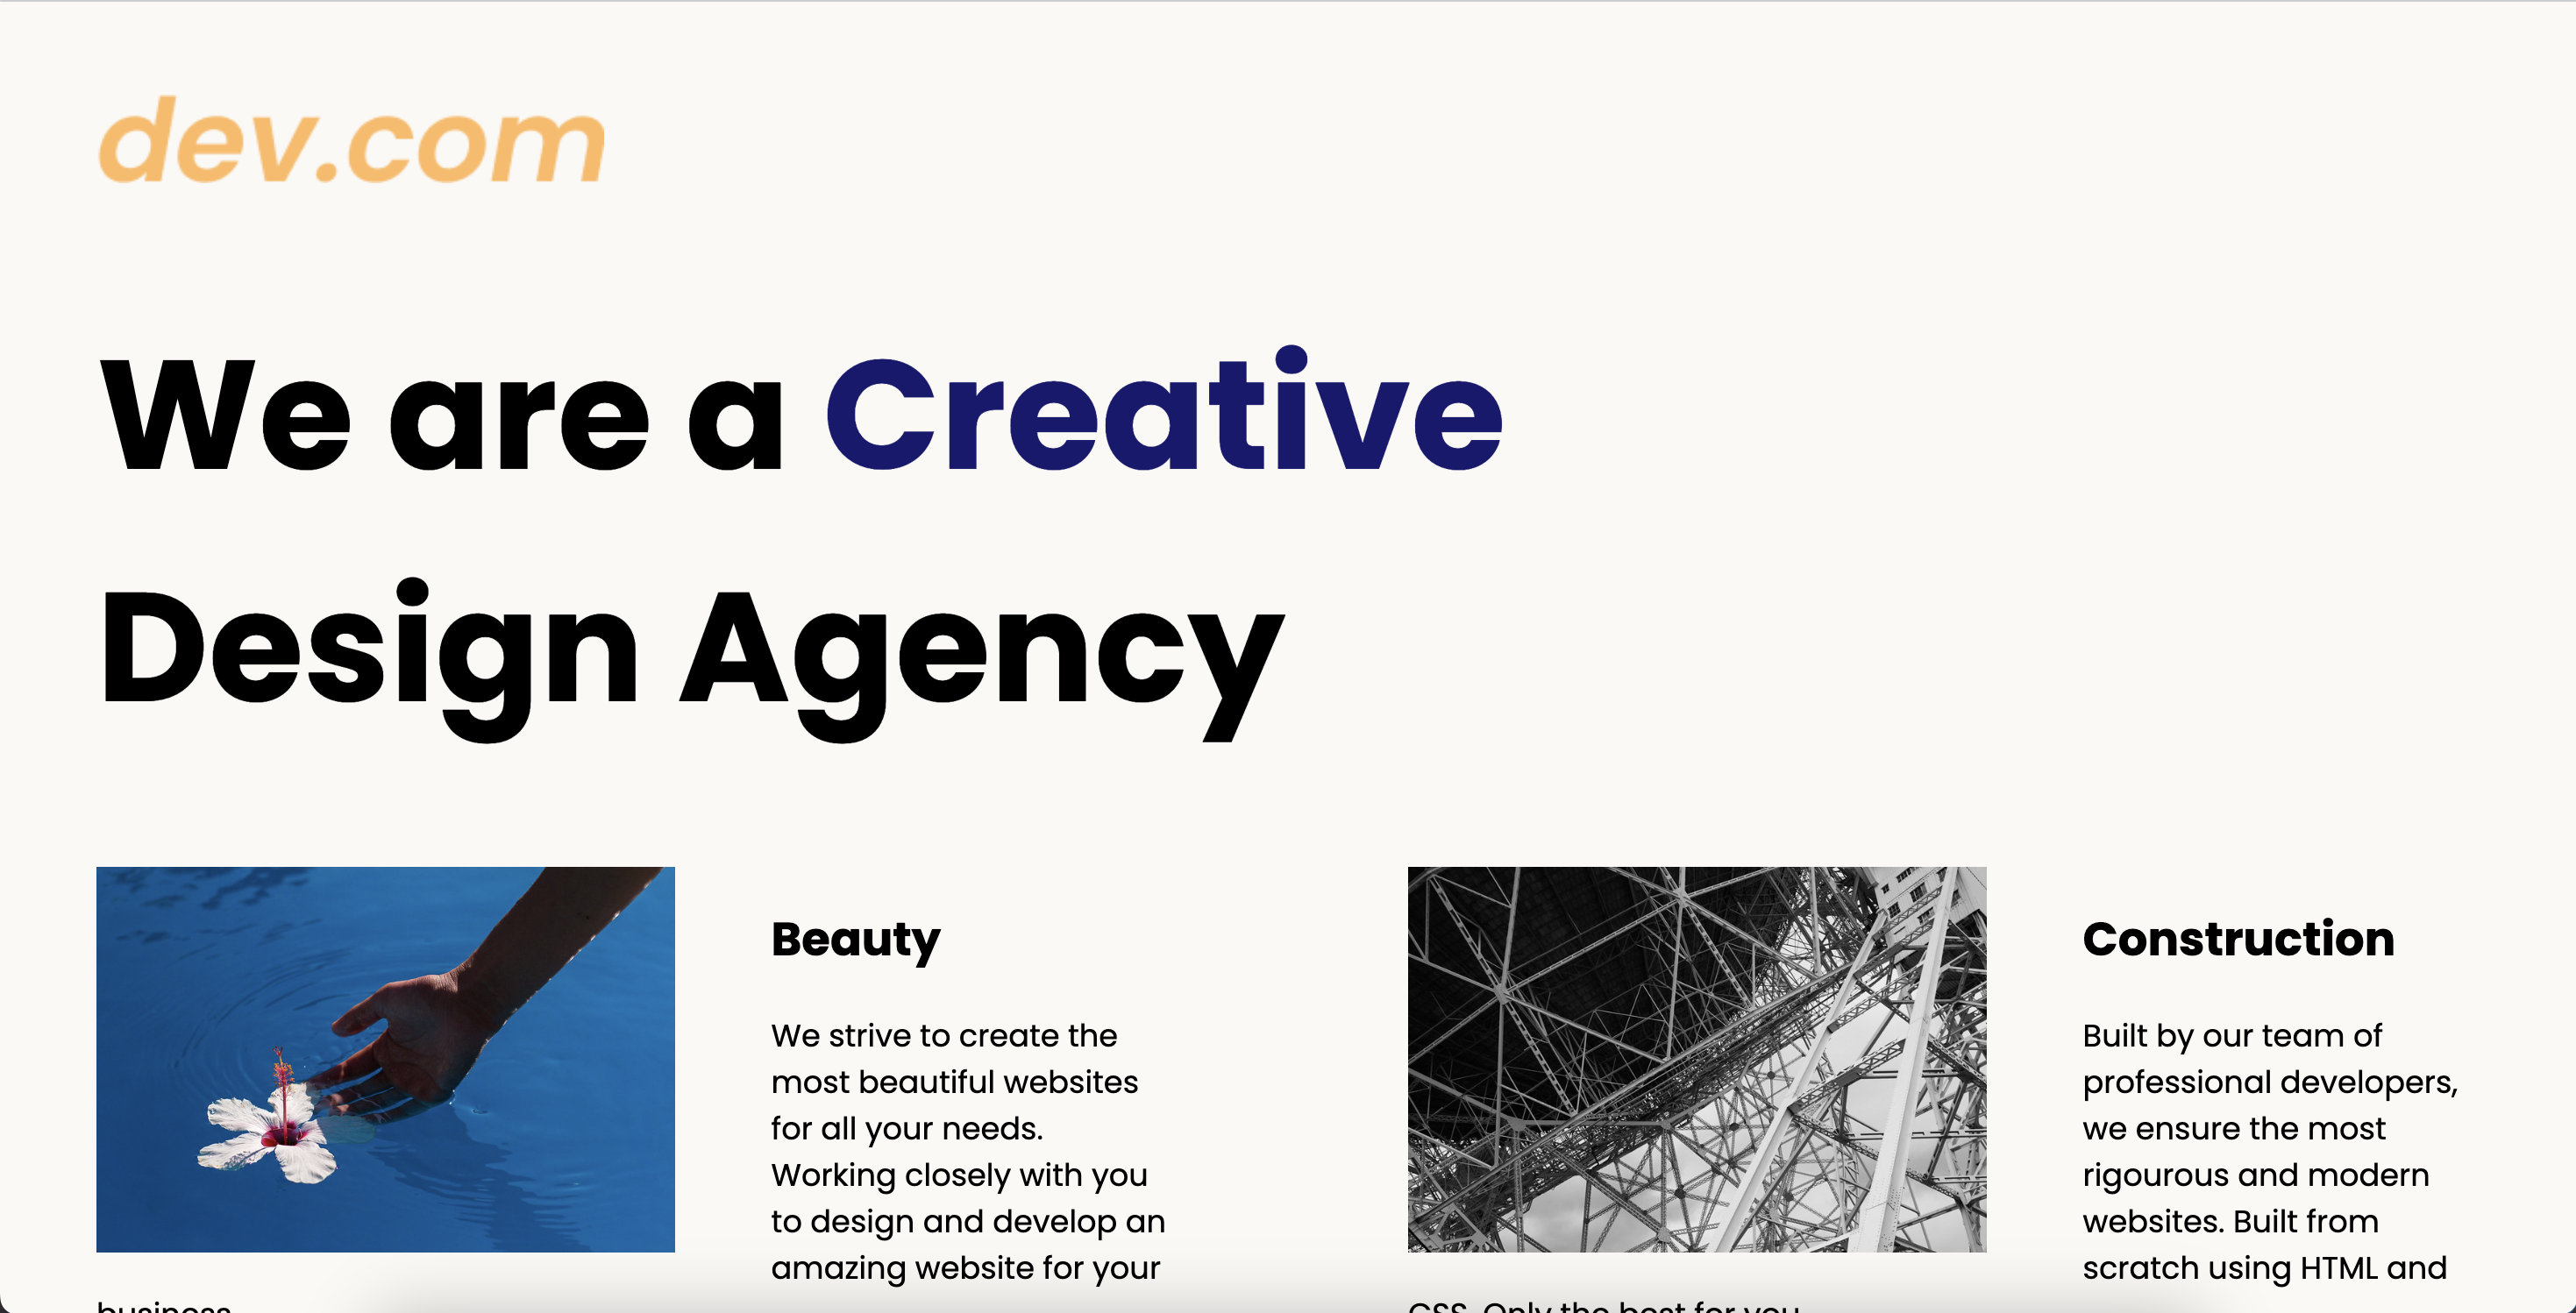 dev.com
We are a Creative
Design Agency
Beauty
We strive to create the
most beautiful websites
for all your needs.
Working closely with you
to design and develop an
amazing website for your
business.
Construction
Built by our team of
professional developers,
we ensure the most
rigourous and modern
websites. Built from
scratch using HTML and
CSS. Only the best for you.